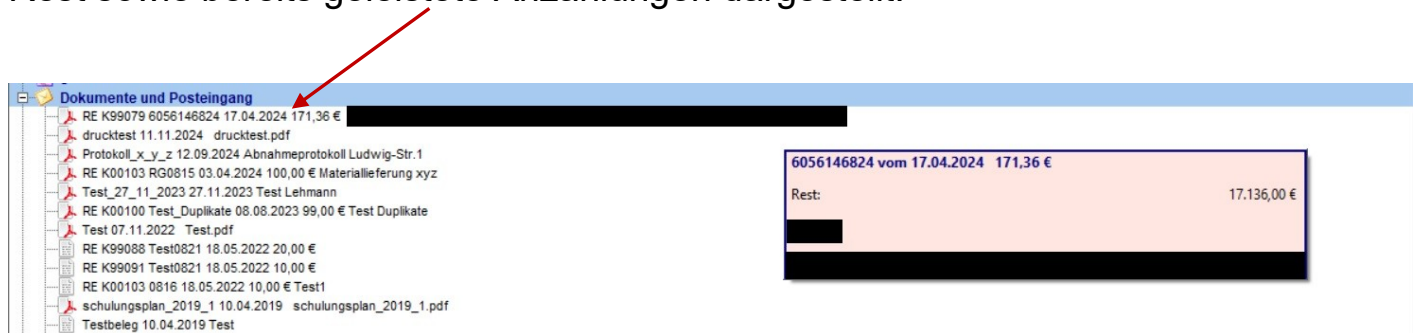 Rest sowie bereits geleistete Anzahlungen dargestellt.
Dokumente und Posteingang
RE K99079 6056146824 17.04.2024 171,36 €
drucktest 11.11.2024 drucktest.pdf
Protokoll_x_y_z 12.09.2024 Abnahmeprotokoll Ludwig-Str.1
RE K00103 RG0815 03.04.2024 100,00 € Materiallieferung xyz
Test_27_11_2023 27.11.2023 Test Lehmann
RE K00100 Test_Duplikate 08.08.2023 99,00 € Test Duplikate
Test 07.11.2022 Test.pdf
RE K99088 Test0821 18.05.2022 20,00 €
RE K99091 Test0821 18.05.2022 10,00 €
RE K00103 0816 18.05.2022 10,00 € Test1
schulungsplan_2019_1 10.04.2019 schulungsplan_2019_1.pdf
Testbeleg 10.04.2019 Test
6056146824 vom 17.04.2024 171,36 €
Rest: 17.136,00 €